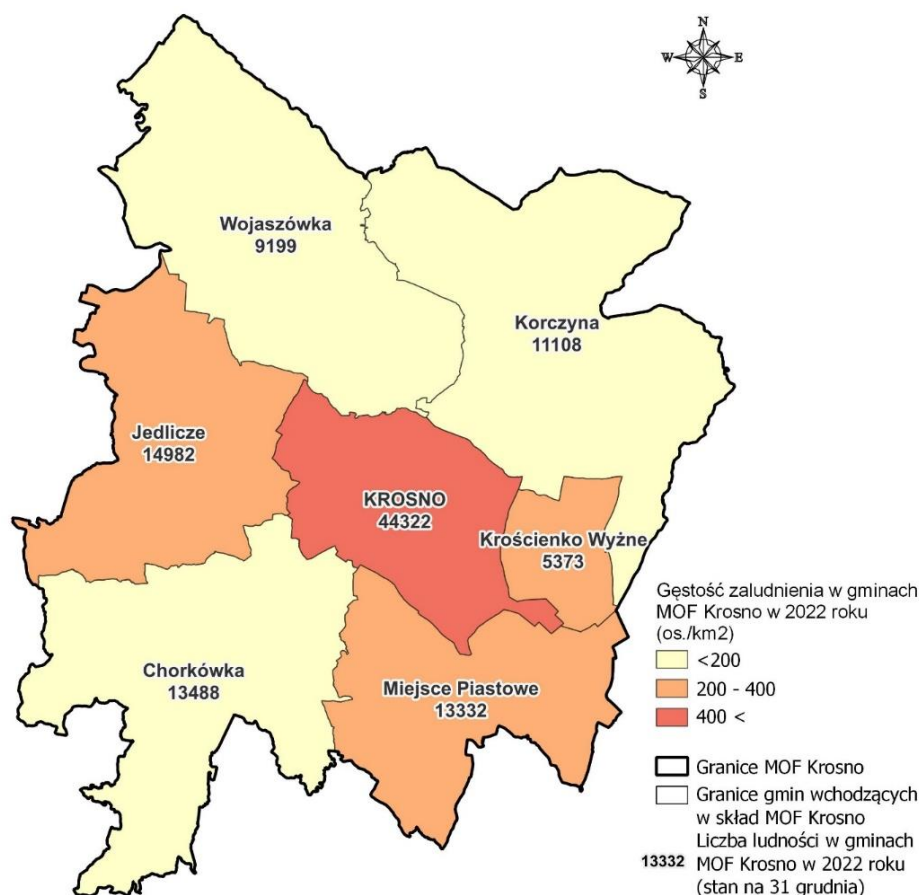 N
W
E
S
Wojaszówka
9199
Korczyna
11108
Jedlicze
14982
KROSNO
44322
Krościenko Wyżne
5373
Chorkówka
13488
Miejsce Piastowe
13332
Gęstość zaludnienia w gminach
MOF Krosno w 2022 roku
(os./km2)
<200
200 - 400
400 <
Granice MOF Krosno
Granice gmin wchodzących
w skład MOF Krosno
Liczba ludności w gminach
13332 MOF Krosno w 2022 roku
(stan na 31 grudnia)